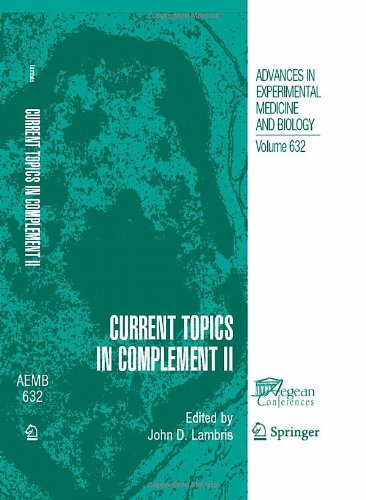 Lambris
CURRENT TOPICS IN COMPLEMENT II
AEMB
632
ADVANCES IN
EXPERIMENTAL
MEDICINE
AND BIOLOGY
Volume 632
CURRENT TOPICS
IN COMPLEMENT II
Edited by
John D. Lambris
Aegean
Conferences
Springer